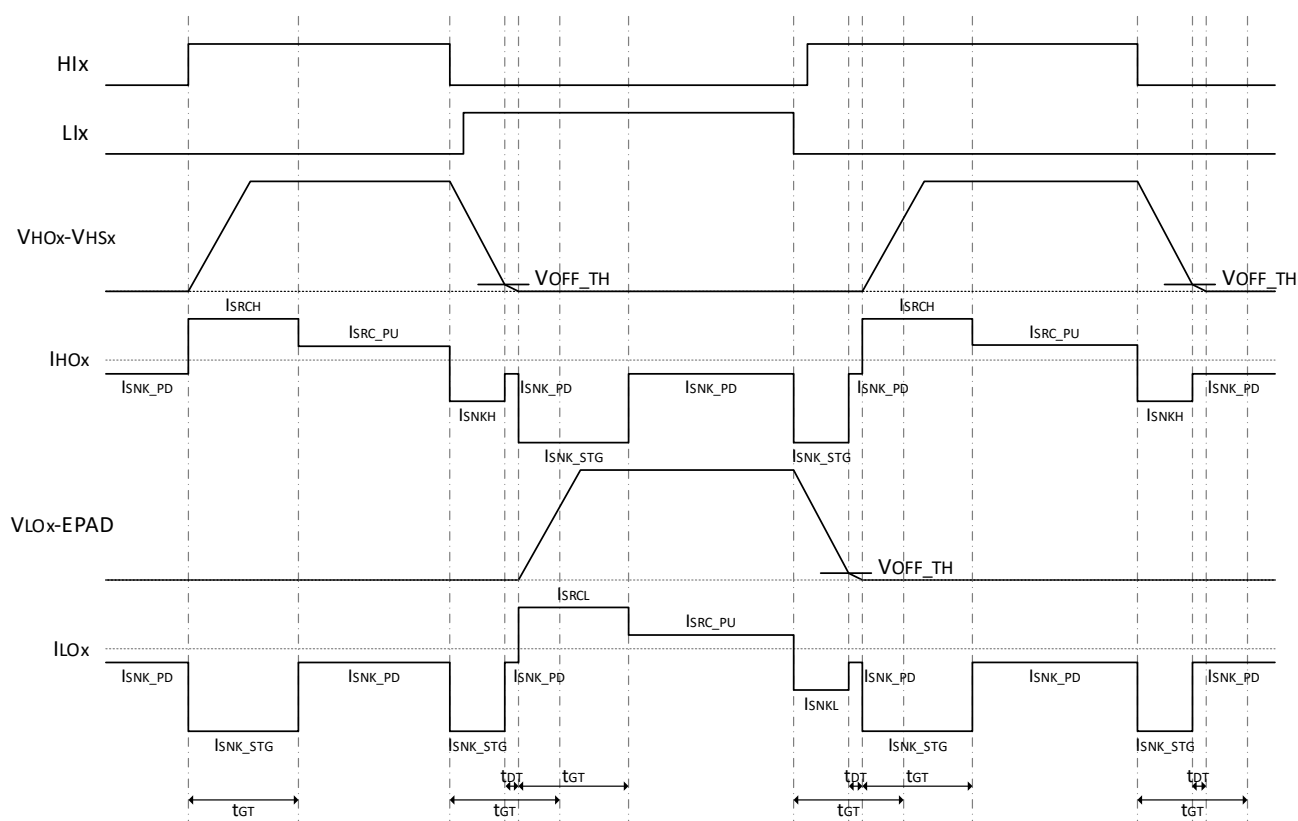 HIx
LIx
VHOx-VHSx
VOFF_TH
VOFF_TH
ISRCH
ISRCH
ISRC_PU
ISRC_PU
IHOx
ISNK_PD
ISNK_PD
ISNK_PD
ISNK_PD
ISNK_PD
ISNKH
ISNKH
ISNK_STG
ISNK_STG
VLOx-EPAD
VOFF_TH
ISRCL
ISRC_PU
ILOx
ISNK_PD
ISNK_PD
ISNK_PD
ISNK_PD
ISNK_PD
ISNK_PD
ISNKL
ISNK_STG
ISNK_STG
ISNK_STG
ISNK_STG
tDT
tGT
tDT
tGT
tDT
tGT
tGT
tGT
tGT